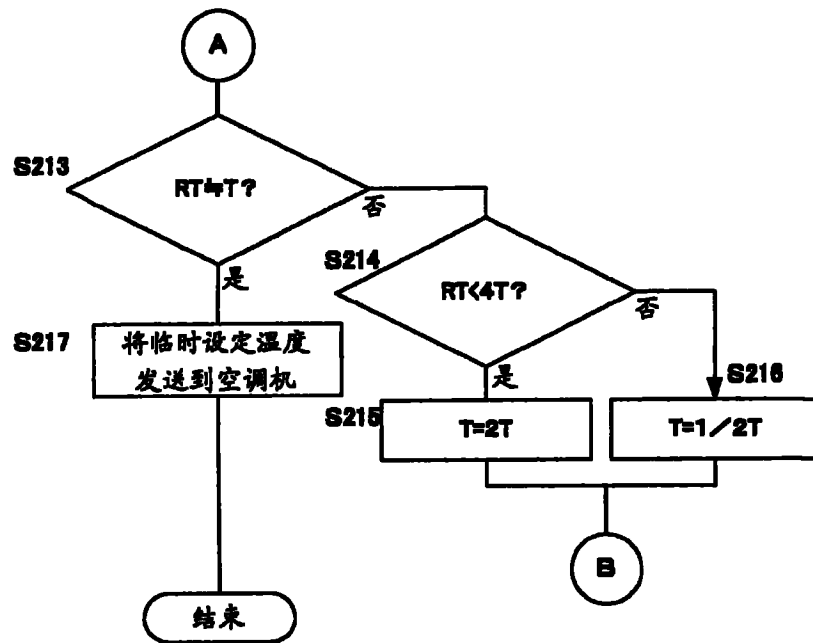 A
S213
RT≒T?
否
是
S214
RT<4T?
否
是
S217
将临时设定温度
发送到空调机
S215
T=2T
S216
T=1/2T
B
结束